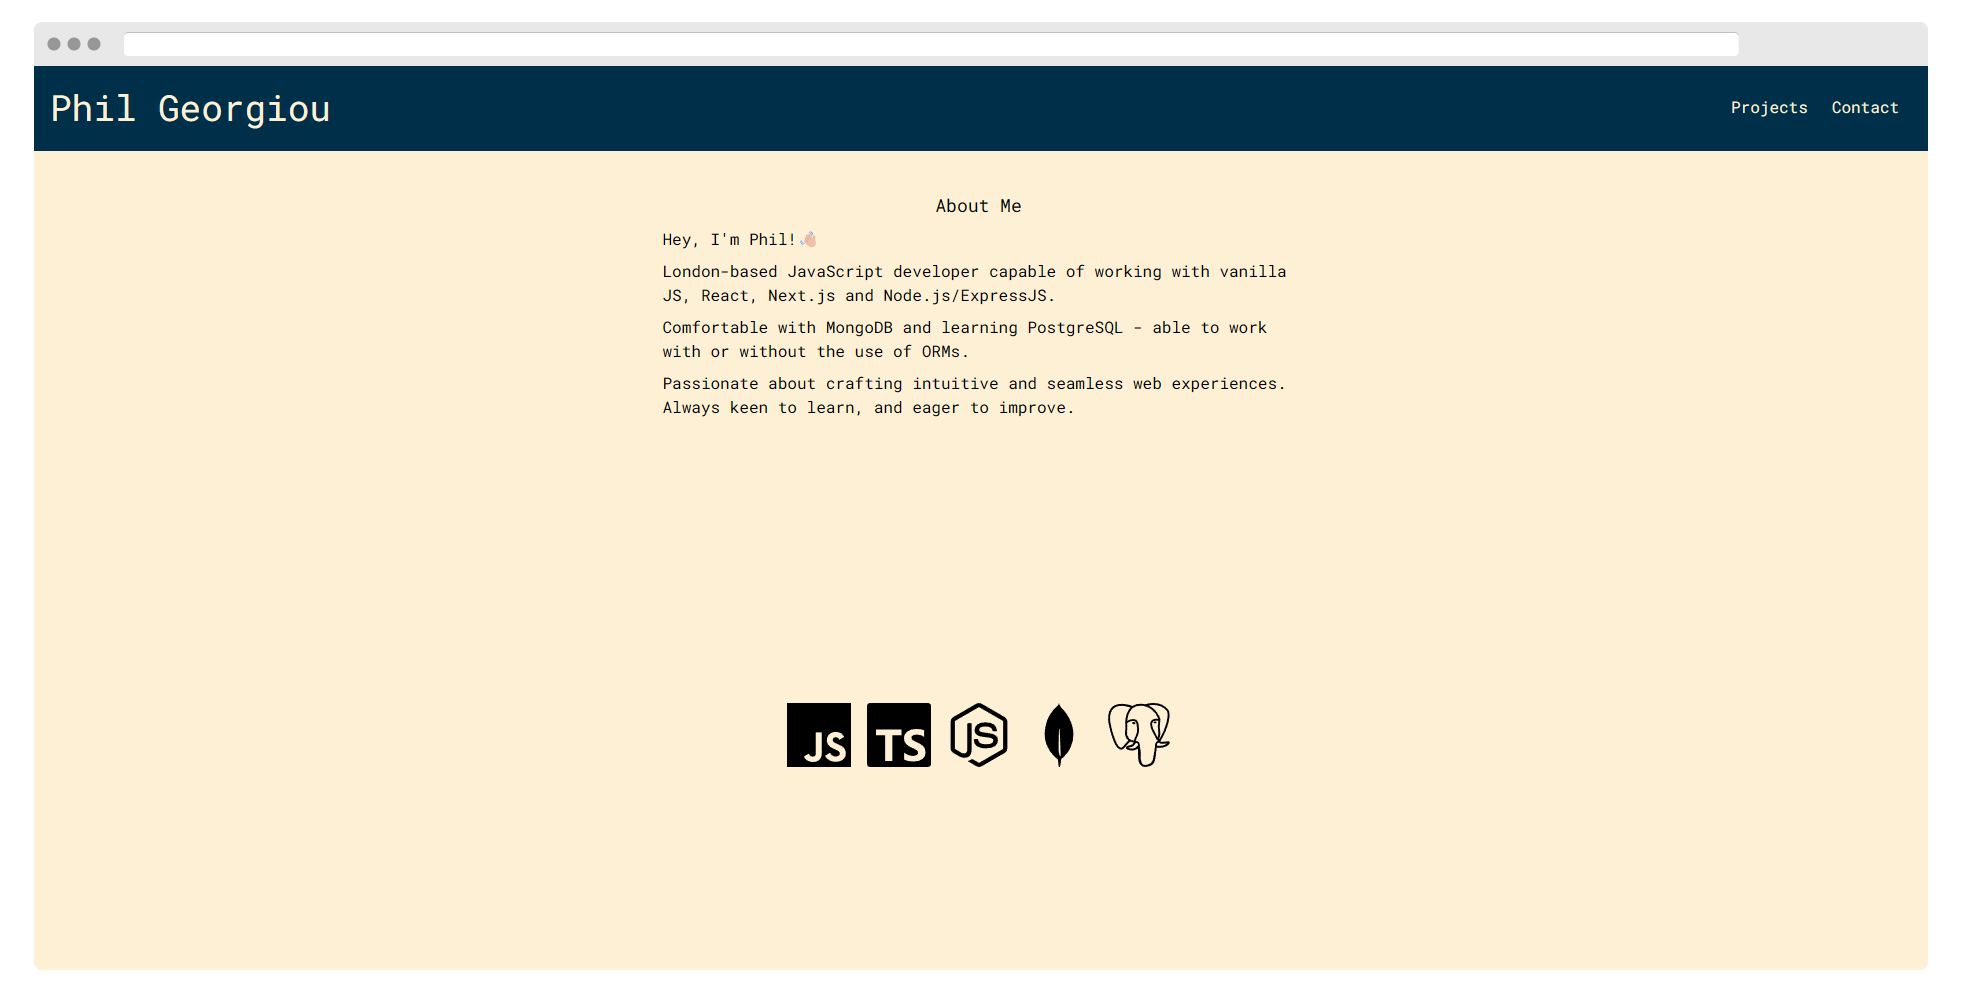 Phil Georgiou
Projects Contact
About Me
Hey, I'm Phil!👋🏼
London-based JavaScript developer capable of working with vanilla
JS, React, Next.js and Node.js/ExpressJS.
Comfortable with MongoDB and learning PostgreSQL - able to work
with or without the use of ORMs.
Passionate about crafting intuitive and seamless web experiences.
Always keen to learn, and eager to improve.
JS TS JS